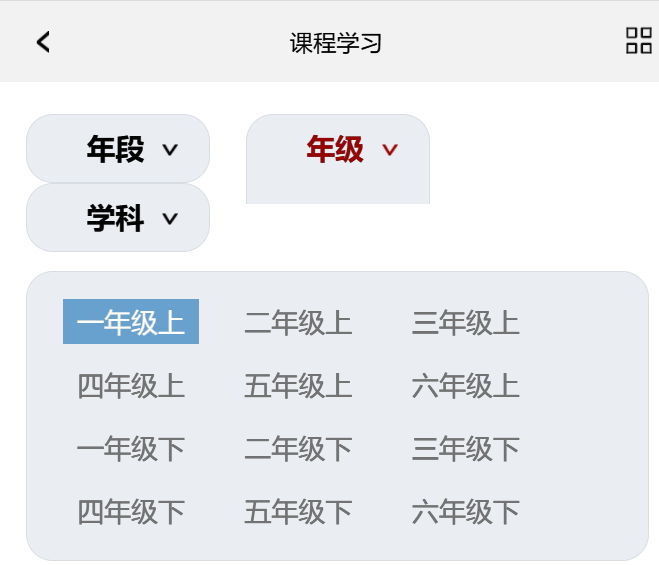 课程学习
年段 年级
学科
一年级上 二年级上 三年级上
四年级上 五年级上 六年级上
一年级下 二年级下 三年级下
四年级下 五年级下 六年级下